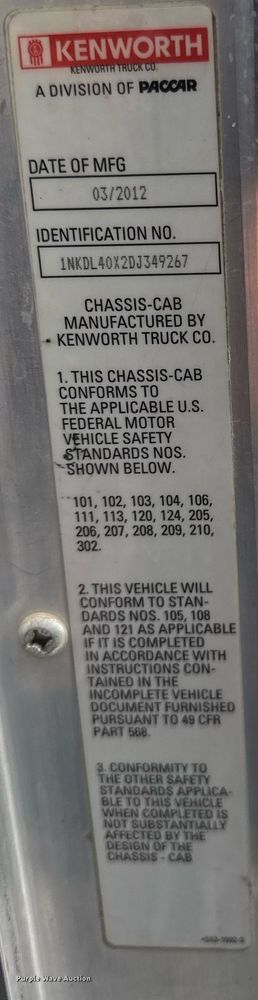 KENWORTH
KENWORTH TRUCK CO.
A DIVISION OF PACCAR
DATE OF MFG
03/2012
IDENTIFICATION NO.
1NKDL40X2DJ349267
CHASSIS-CAB
MANUFACTURED BY
KENWORTH TRUCK CO.
1. THIS CHASSIS-CAB
CONFORMS TO
THE APPLICABLE U.S.
FEDERAL MOTOR
VEHICLE SAFETY
STANDARDS NOS.
SHOWN BELOW.
101, 102, 103, 104, 106,
111, 113, 120, 124, 205,
206, 207, 208, 209, 210,
302.
2. THIS VEHICLE WILL
CONFORM TO STAN-
DARDS NOS. 105, 108
AND 121 AS APPLICABLE
IF IT IS COMPLETED
IN ACCORDANCE WITH
INSTRUCTIONS CON-
TAINED IN THE
INCOMPLETE VEHICLE
DOCUMENT FURNISHED
PURSUANT TO 49 CFR
PART 568.
3. CONFORMITY TO
THE OTHER SAFETY
STANDARDS APPLICA-
BLE TO THIS VEHICLE
WHEN COMPLETED IS
NOT SUBSTANTIALLY
AFFECTED BY THE
DESIGN OF THE
CHASSIS - CAB
Purple Wave Auction